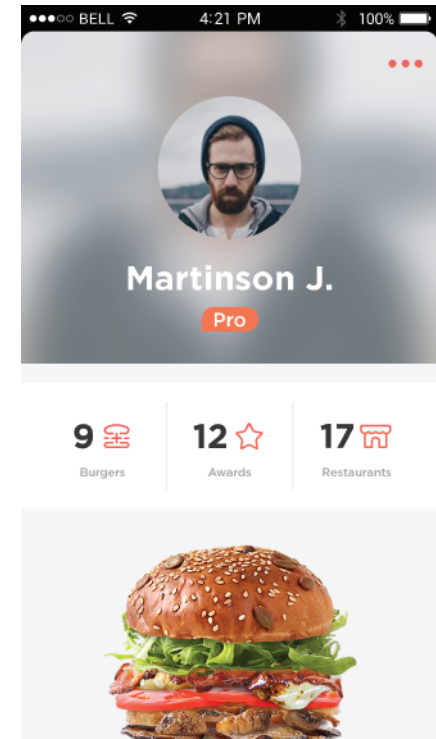 BELL 4:21 PM 100%
Martinson J.
Pro
9 12 17
Burgers Awards Restaurants